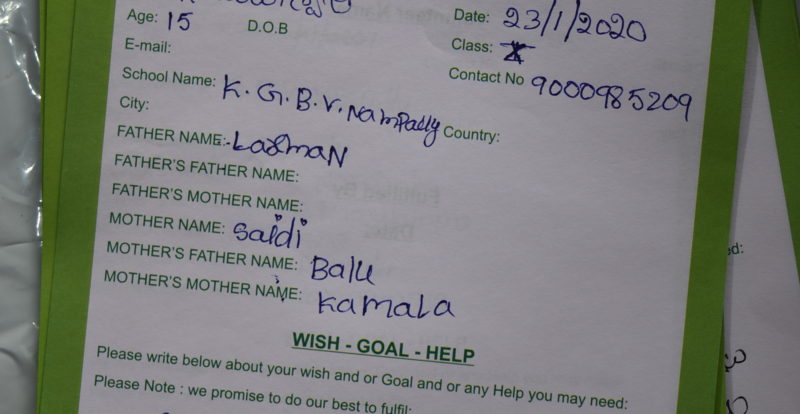 Age: 15 D.O.B Date: 23/1/2020
E-mail: Class: X
School Name: K.G.B.V.Nampally Contact No 9000985209
City: Country:
FATHER NAME:- LaxmaN
FATHER'S FATHER NAME:
FATHER'S MOTHER NAME:
MOTHER NAME: Saidi
MOTHER'S FATHER NAME: Balu
MOTHER'S MOTHER NAME: Kamala
WISH - GOAL - HELP
Please write below about your wish and or Goal and or any Help you may need:
Please Note : we promise to do our best to fulfil: